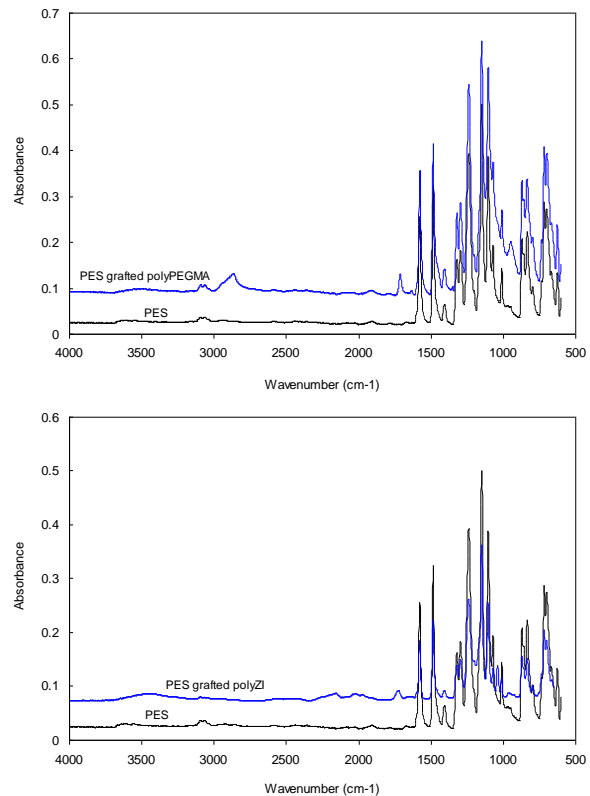 0.7
0.6
0.5
0.4
0.3
0.2
0.1
0
Absorbance
PES grafted polyPEGMA
PES
4000 3500 3000 2500 2000 1500 1000 500
Wavenumber (cm-1)
0.6
0.5
0.4
0.3
0.2
0.1
0
Absorbance
PES grafted polyZI
PES
4000 3500 3000 2500 2000 1500 1000 500
Wavenumber (cm-1)